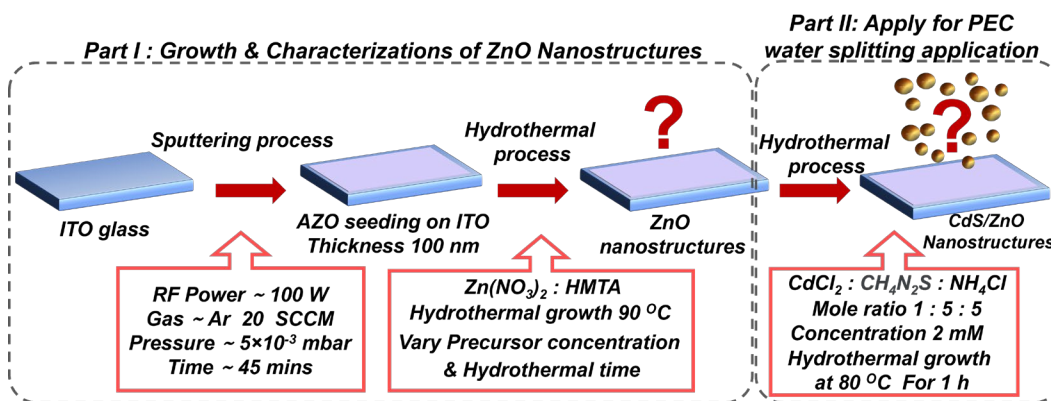 Part I : Growth & Characterizations of ZnO Nanostructures
Part II: Apply for PEC
water splitting application
Sputtering process
Hydrothermal
process
?
Hydrothermal
process
?
ITO glass
AZO seeding on ITO
Thickness 100 nm
ZnO
nanostructures
CdS/ZnO
Nanostructures
RF Power ~ 100 W
Gas ~ Ar 20 SCCM
Pressure ~ 5×10⁻³ mbar
Time ~ 45 mins
Zn(NO₃)₂ : HMTA
Hydrothermal growth 90 ᴼC
Vary Precursor concentration
& Hydrothermal time
CdCl₂ : CH₄N₂S : NH₄Cl
Mole ratio 1 : 5 : 5
Concentration 2 mM
Hydrothermal growth
at 80 ᴼC For 1 h